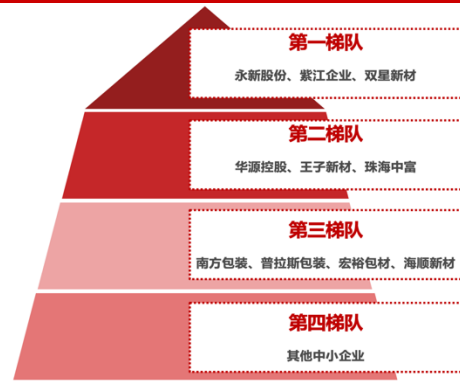 第一梯队
永新股份、紫江企业、双星新材
第二梯队
华源控股、王子新材、珠海中富
第三梯队
南方包装、普拉斯包装、宏裕包材、海顺新材
第四梯队
其他中小企业